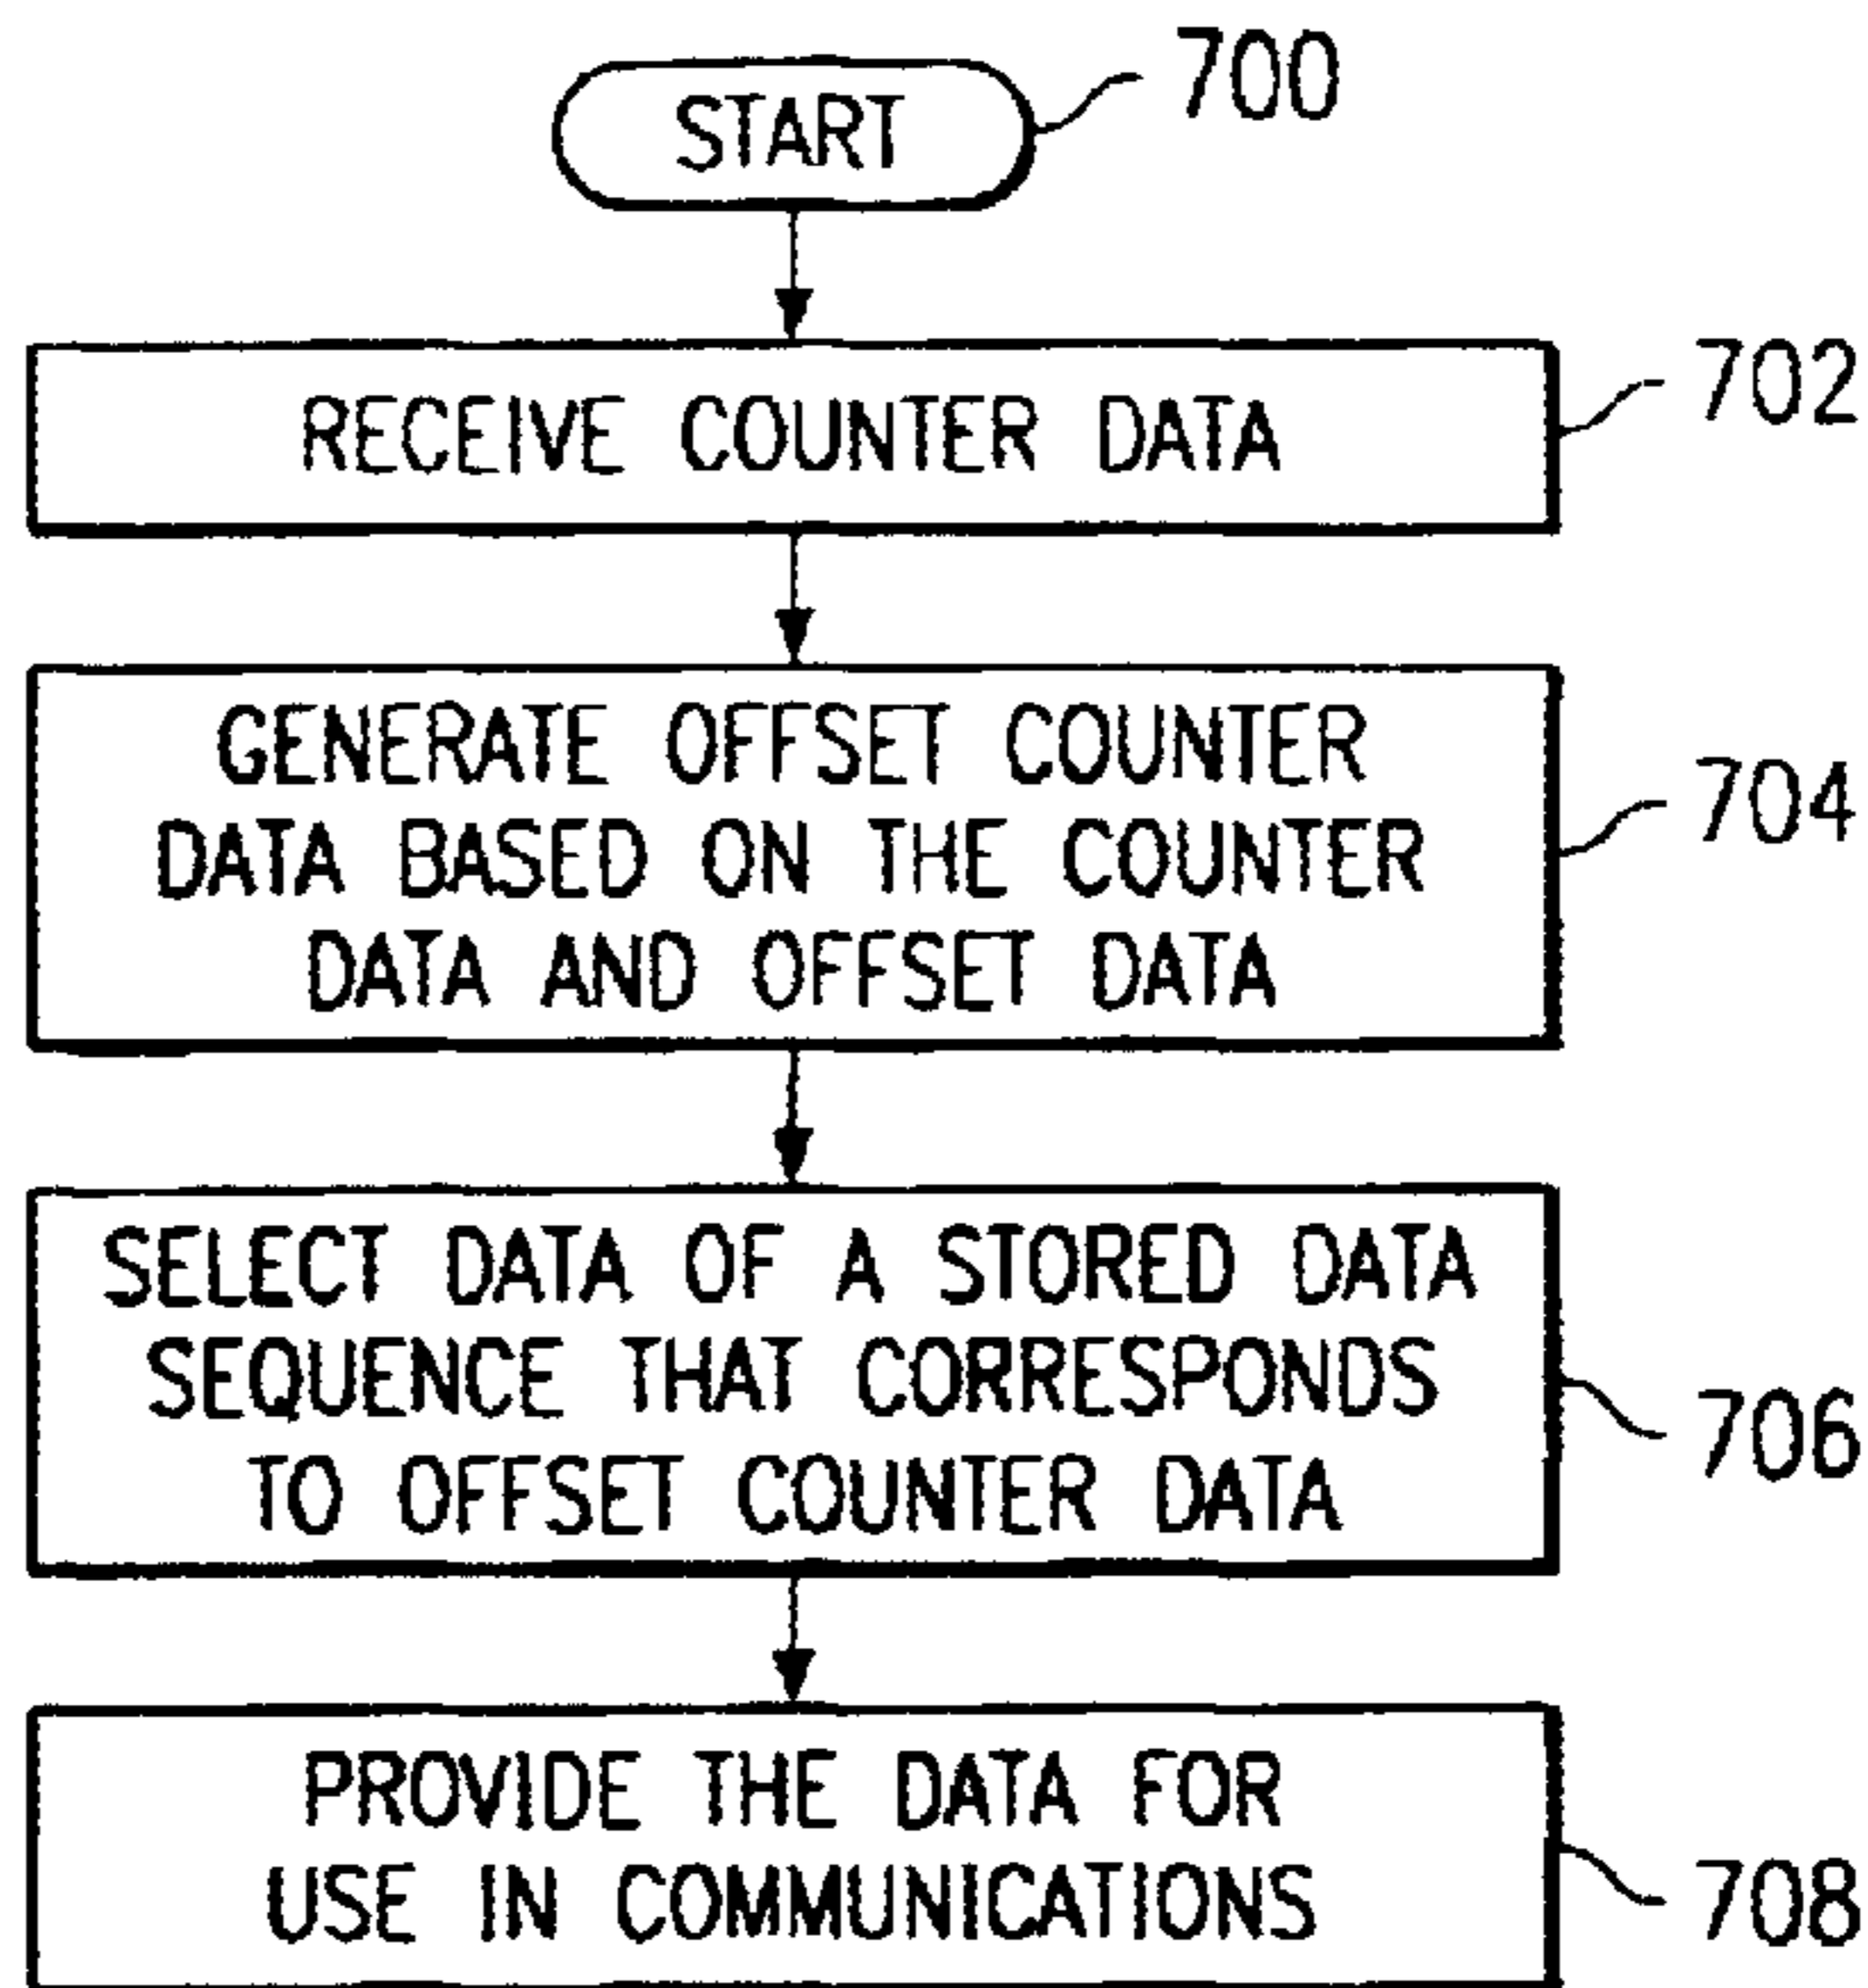 START
700
RECEIVE COUNTER DATA
702
GENERATE OFFSET COUNTER
DATA BASED ON THE COUNTER
DATA AND OFFSET DATA
704
SELECT DATA OF A STORED DATA
SEQUENCE THAT CORRESPONDS
TO OFFSET COUNTER DATA
706
PROVIDE THE DATA FOR
USE IN COMMUNICATIONS
708